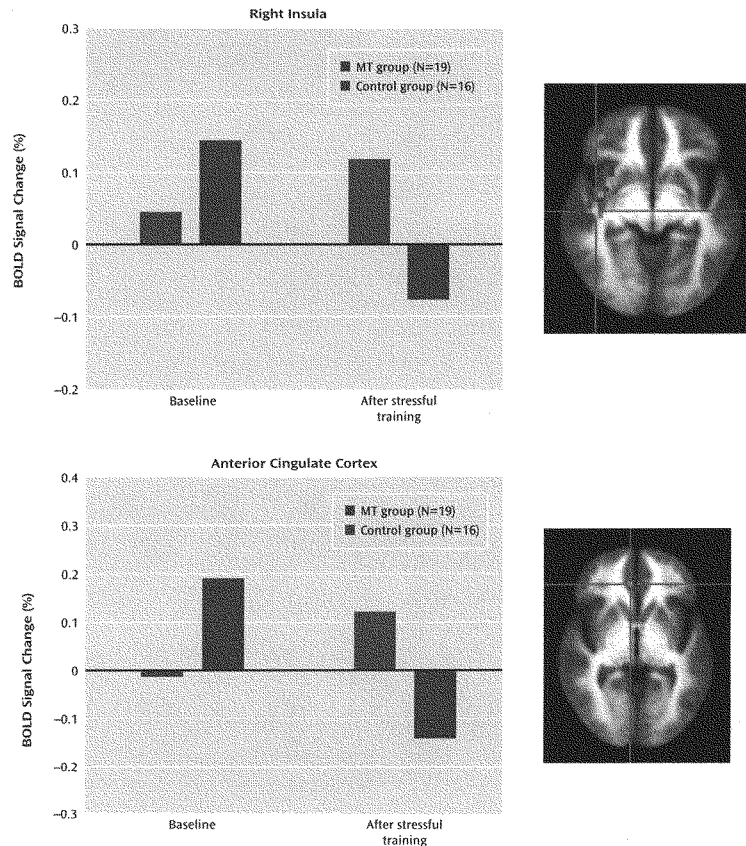 Right Insula
0.3
0.2
0.1
0
–0.1
–0.2
BOLD Signal Change (%)
MT group (N=19)
Control group (N=16)
Baseline
After stressful
training
Anterior Cingulate Cortex
0.4
0.3
0.2
0.1
0
–0.1
–0.2
–0.3
BOLD Signal Change (%)
MT group (N=19)
Control group (N=16)
Baseline
After stressful
training